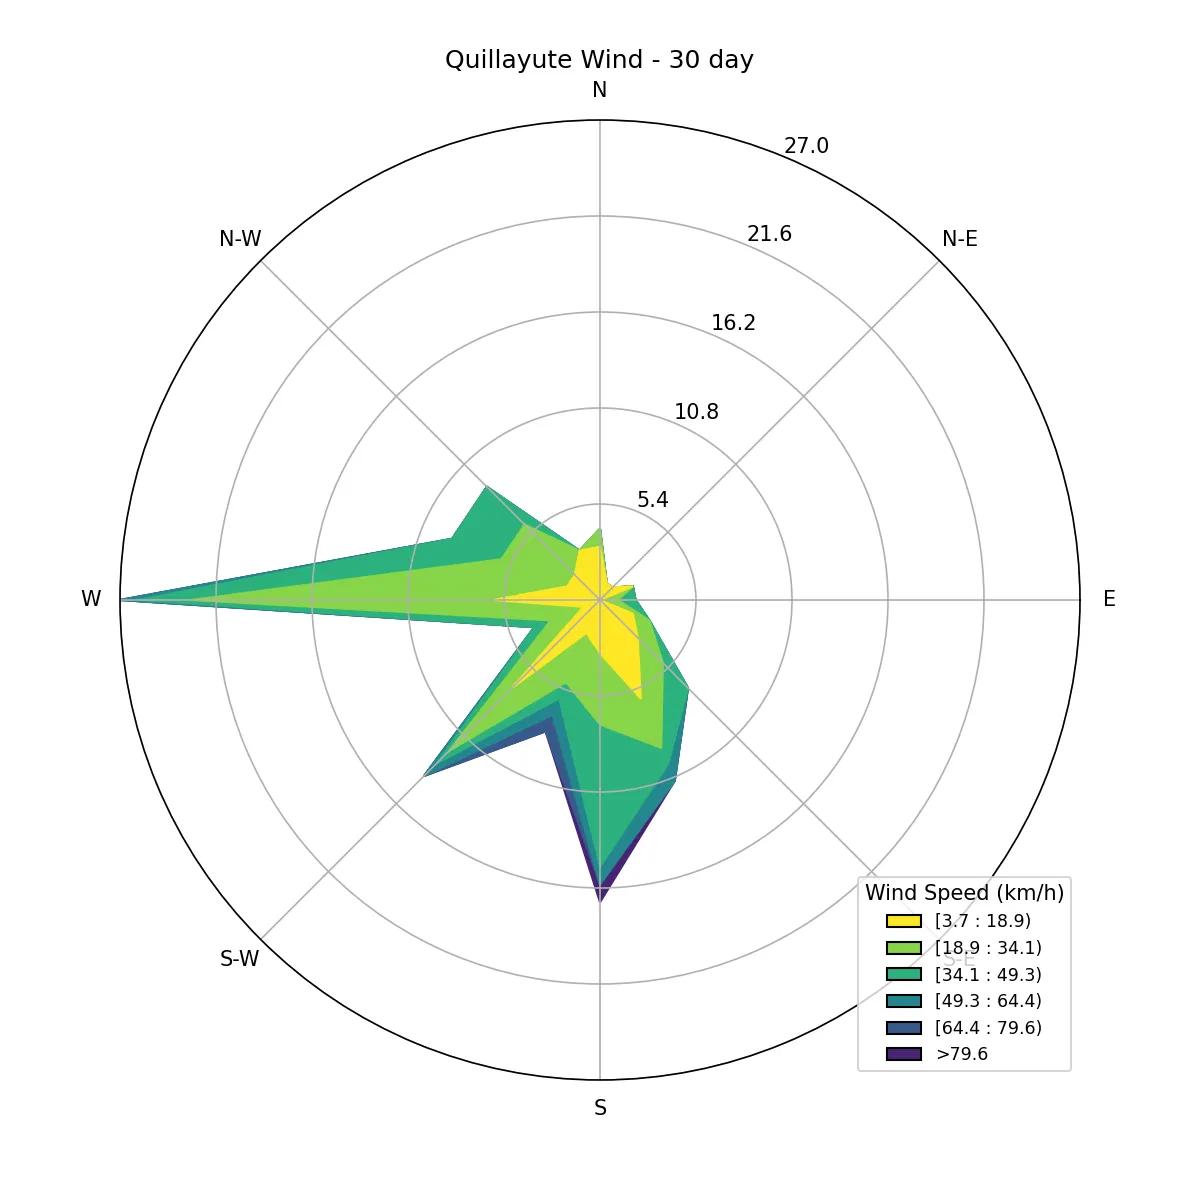 Quillayute Wind - 30 day
N
27.0
21.6
N-W
N-E
16.2
10.8
5.4
W
E
Wind Speed (km/h)
[3.7 : 18.9)
[18.9 : 34.1)
S-W
S-E
[34.1 : 49.3)
[49.3 : 64.4)
[64.4 : 79.6)
>79.6
S